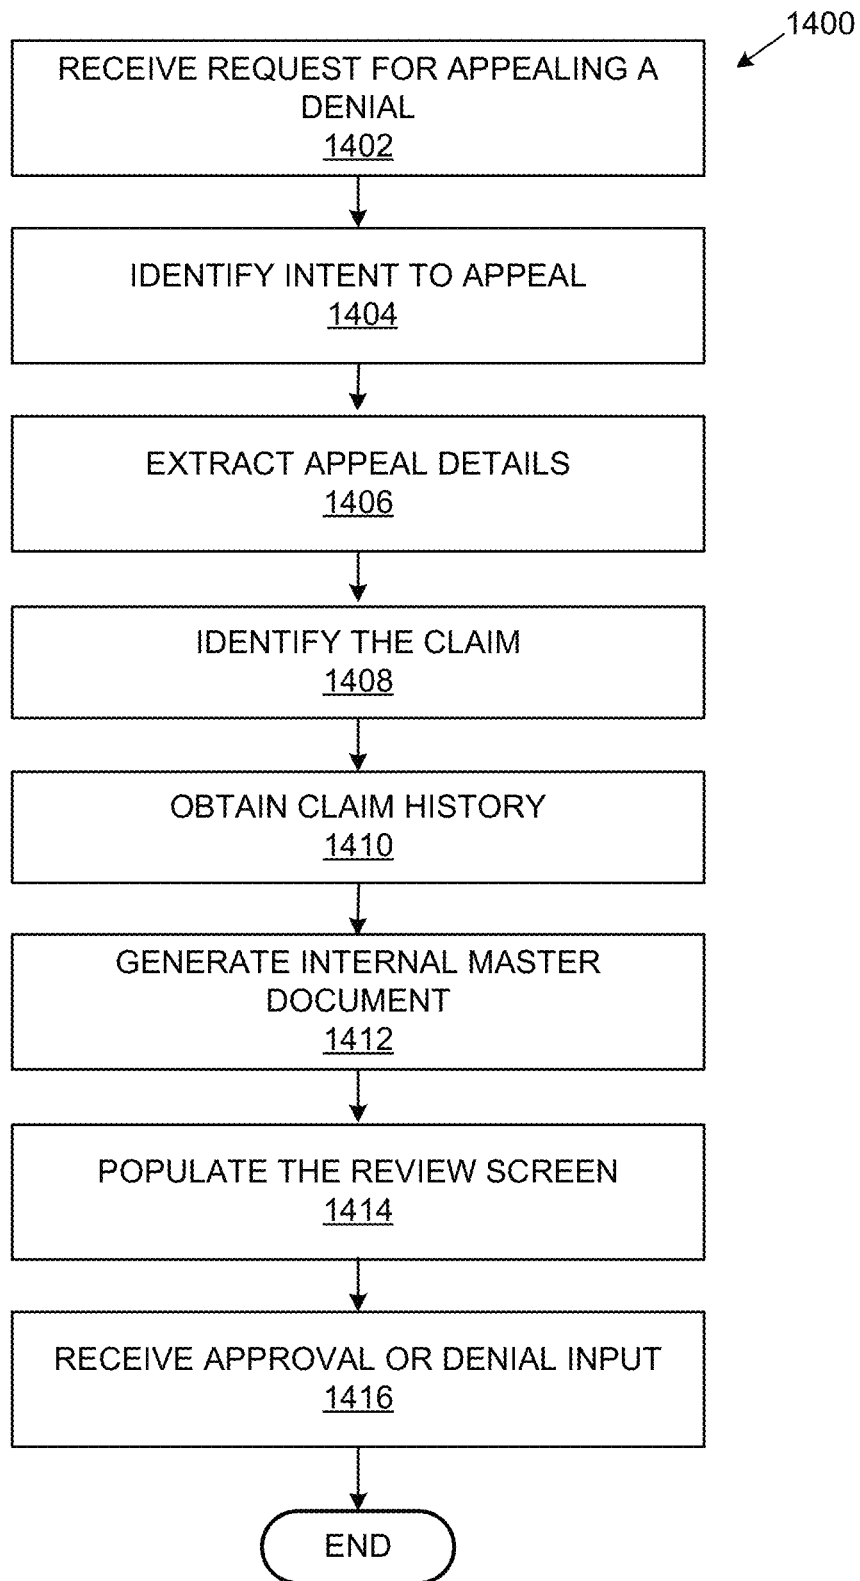 1400
RECEIVE REQUEST FOR APPEALING A
DENIAL
1402
IDENTIFY INTENT TO APPEAL
1404
EXTRACT APPEAL DETAILS
1406
IDENTIFY THE CLAIM
1408
OBTAIN CLAIM HISTORY
1410
GENERATE INTERNAL MASTER
DOCUMENT
1412
POPULATE THE REVIEW SCREEN
1414
RECEIVE APPROVAL OR DENIAL INPUT
1416
END